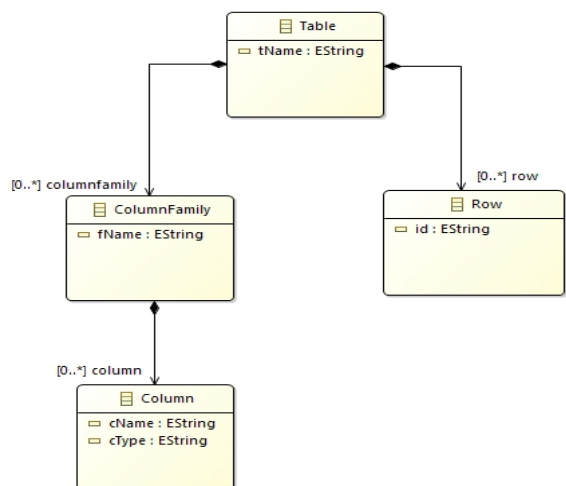 Table
tName : EString
[0..*] columnfamily
[0..*] row
ColumnFamily
fName : EString
Row
id : EString
[0..*] column
Column
cName : EString
cType : EString